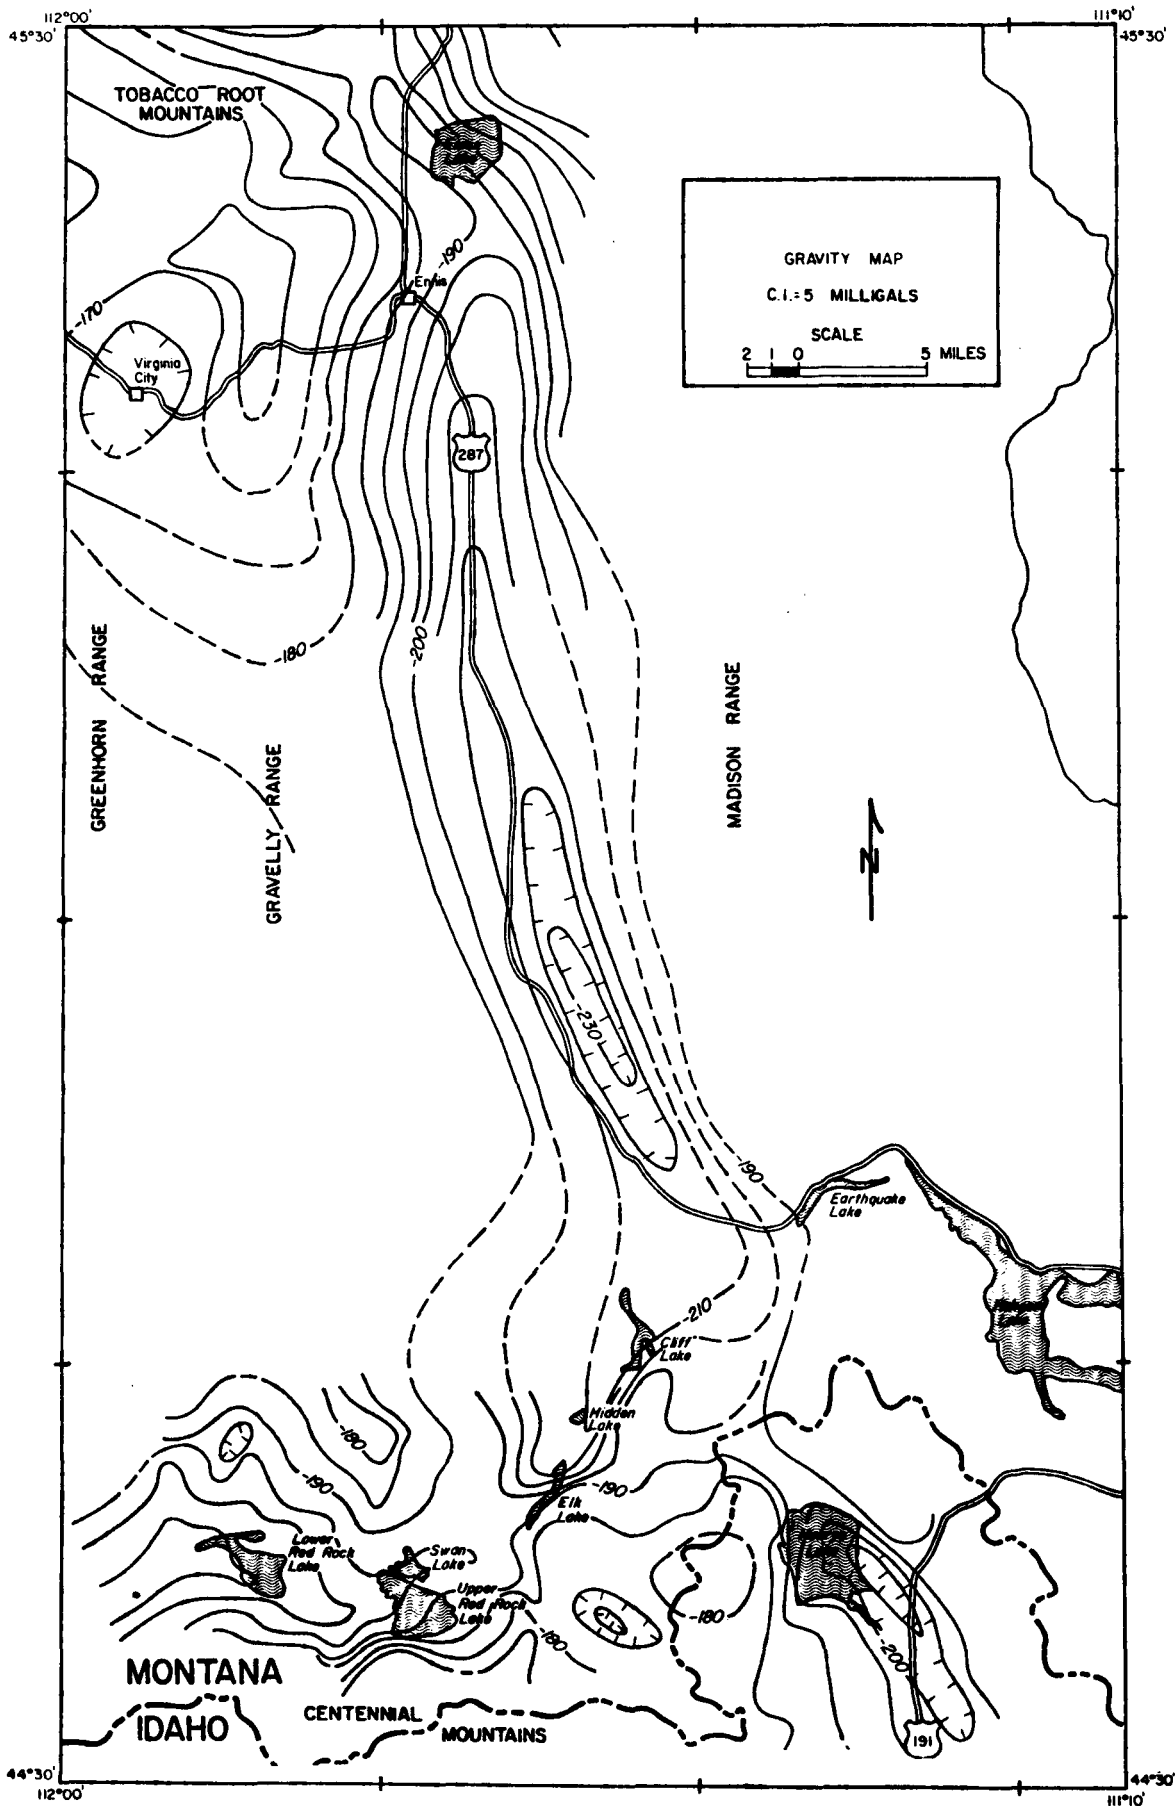 112°00'
111°10'
45°30'
45°30'
TOBACCO ROOT
MOUNTAINS
-190
Ennis
-170
Virginia
City
GRAVITY MAP
C.I.=5 MILLIGALS
SCALE
2 1 0 5 MILES
287
-180
-200
GREENHORN RANGE
GRAVELLY RANGE
MADISON RANGE
N
-230
-190
Earthquake
Lake
-210
Cliff
Lake
Lake
Hidden
Lake
-180
-190
-190
Elk
Lake
Lower
Red Rock
Lake
Swan
Lake
Upper
Red Rock
Lake
-180
-180
-200
MONTANA
IDAHO
CENTENNIAL
MOUNTAINS
191
44°30'
44°30'
112°00'
111°10'